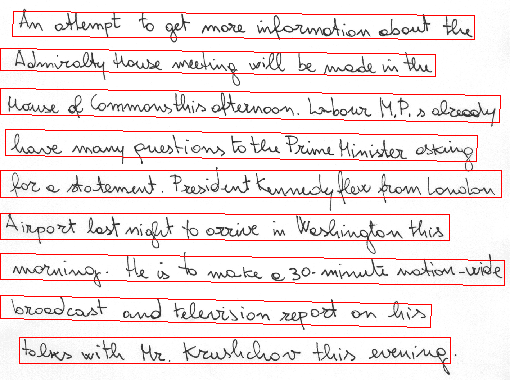 An attempt to get more information about the
Admiralty House meeting will be made in the
House of Commons this afternoon. Labour M.P.s already
have many questions to the Prime Minister asking
for a statement. President Kennedy flew from London
Airport last night to arrive in Washington this
morning. He is to make a 30-minute nation-wide
broadcast and television report on his
talks with Mr. Krushchov this evening.